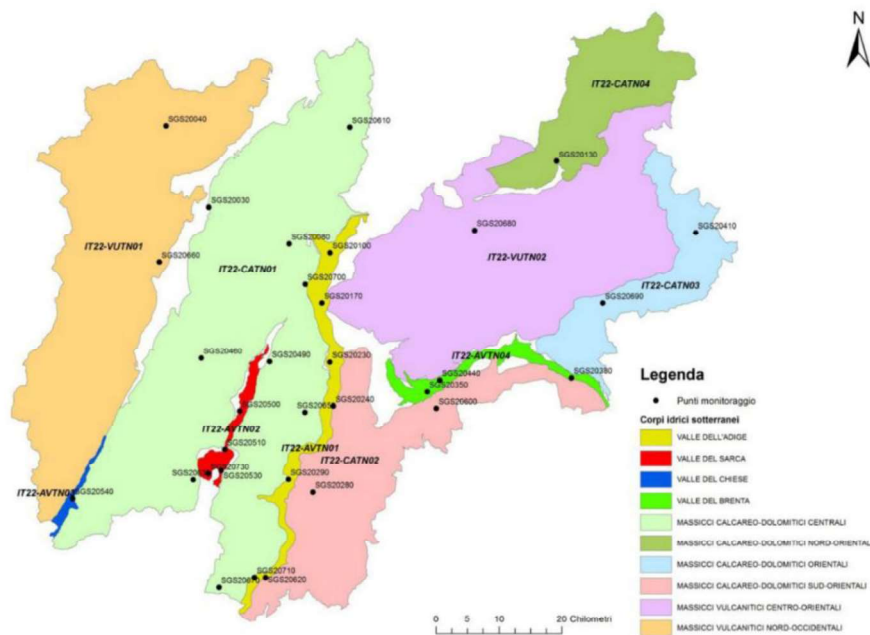 N
IT22-CATN04
SGS20040
SGS20610
SGS20130
SGS20030
SGS20680
SGS20410
SGS20080
SGS20100
IT22-VUTN01
SGS20660
IT22-CATN01
IT22-VUTN02
SGS20700
IT22-CATN03
SGS20170
SGS20690
SGS20460
SGS20490
SGS20230
IT22-AVTN04
SGS20440
SGS20380
SGS20350
SGS20500
SGS20240
SGS20600
IT22-AVTN02
SGS20510
IT22-AVTN01
IT22-CATN02
SGS20730
SGS20530
SGS20290
SGS20280
SGS20540
SGS20710
SGS20620
Legenda
Punti monitoraggio
Corpi idrici sotterranei
VALLE DELL'ADIGE
VALLE DEL SARCA
VALLE DEL CHIESE
VALLE DEL BRENTA
MASSICCI CALCAREO-DOLOMITICI CENTRALI
MASSICCI CALCAREO-DOLOMITICI NORD-ORIENTALI
MASSICCI CALCAREO-DOLOMITICI ORIENTALI
MASSICCI CALCAREO-DOLOMITICI SUD-ORIENTALI
MASSICCI VULCANITICI CENTRO-ORIENTALI
MASSICCI VULCANITICI NORD-OCCIDENTALI
0 5 10 20 Chilometri